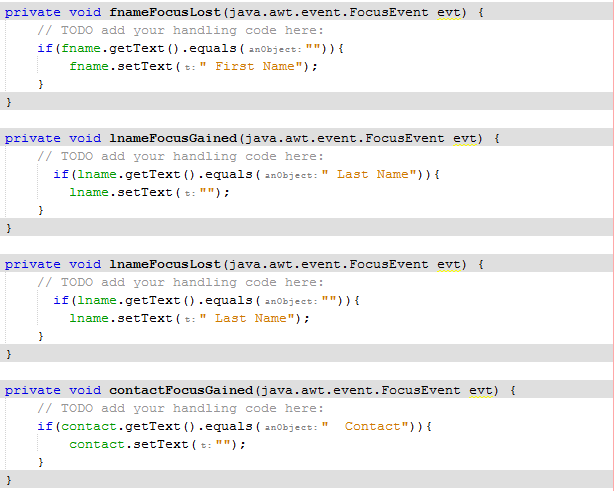 private void fnameFocusLost(java.awt.event.FocusEvent evt) {
    // TODO add your handling code here:
    if(fname.getText().equals(anObject: "")){
        fname.setText(t: " First Name");
    }
}
private void lnameFocusGained(java.awt.event.FocusEvent evt) {
    // TODO add your handling code here:
      if(lname.getText().equals(anObject: " Last Name")){
        lname.setText(t: "");
    }
}
private void lnameFocusLost(java.awt.event.FocusEvent evt) {
    // TODO add your handling code here:
      if(lname.getText().equals(anObject: "")){
        lname.setText(t: " Last Name");
    }
}
private void contactFocusGained(java.awt.event.FocusEvent evt) {
    // TODO add your handling code here:
    if(contact.getText().equals(anObject: "  Contact")){
        contact.setText(t: "");
    }
}